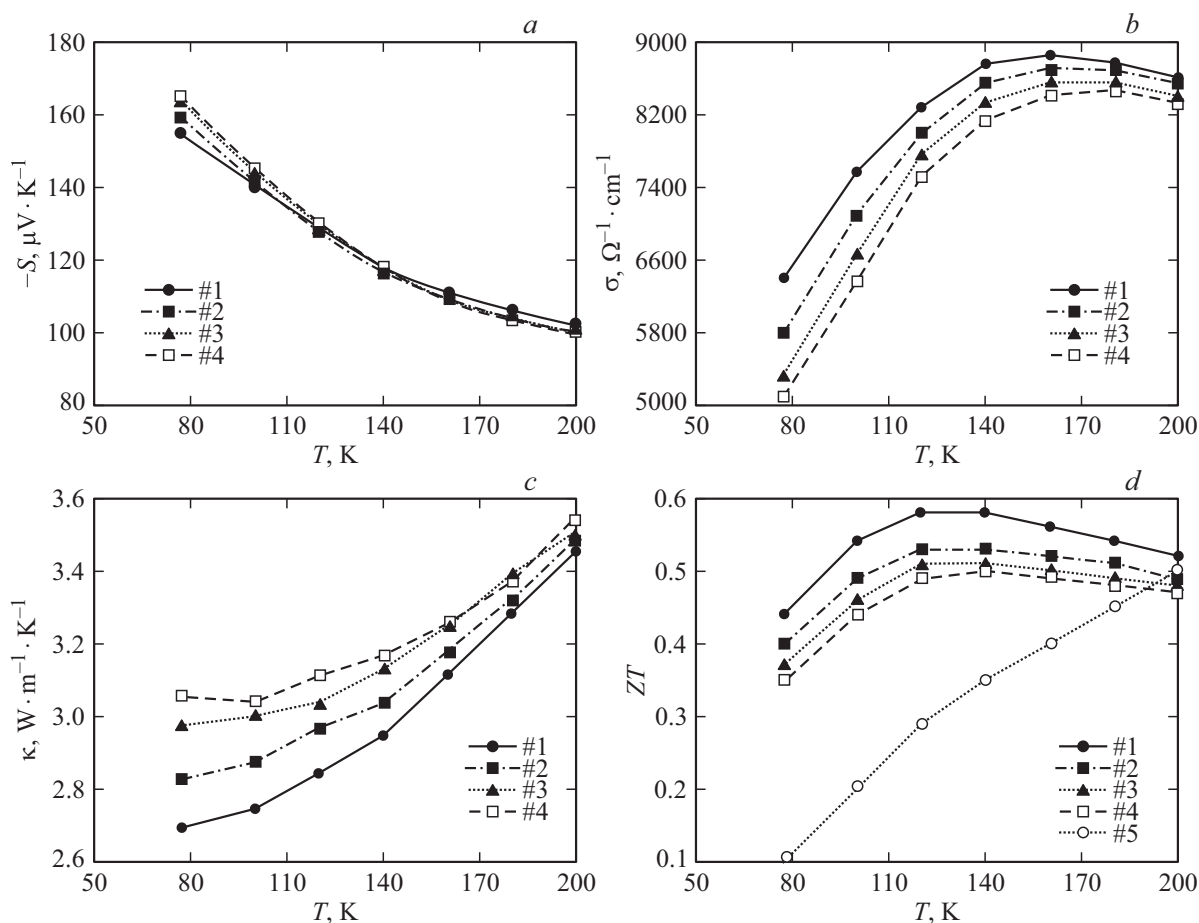 a
180
160
140
120
100
80
−S, μV · K⁻¹
#1
#2
#3
#4
50 80 110 140 170 200
T, K
b
9000
8200
7400
6600
5800
5000
σ, Ω⁻¹ · cm⁻¹
#1
#2
#3
#4
50 80 110 140 170 200
T, K
c
3.6
3.4
3.2
3.0
2.8
2.6
κ, W · m⁻¹ · K⁻¹
#1
#2
#3
#4
50 80 110 140 170 200
T, K
d
0.6
0.5
0.4
0.3
0.2
0.1
ZT
#1
#2
#3
#4
#5
50 80 110 140 170 200
T, K